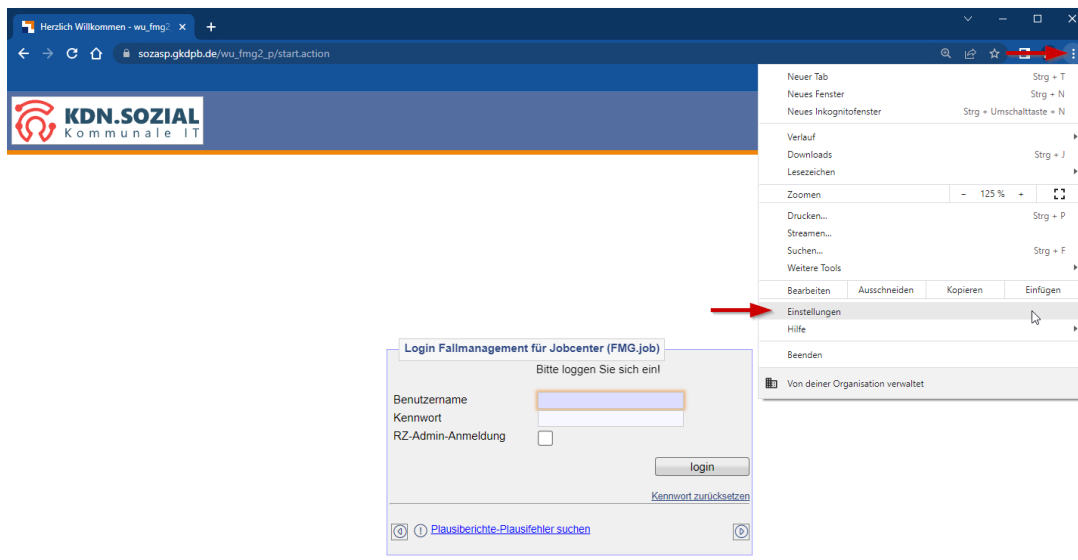 Herzlich Willkommen - wu_fmg2
sozasp.gkdpb.de/wu_fmg2_p/start.action
KDN.SOZIAL
Kommunale IT
Neuer Tab Strg + T
Neues Fenster Strg + N
Neues Inkognitofenster Strg + Umschalttaste + N
Verlauf
Downloads Strg + J
Lesezeichen
Zoomen - 125 % +
Drucken... Strg + P
Streamen...
Suchen... Strg + F
Weitere Tools
Bearbeiten Ausschneiden Kopieren Einfügen
Einstellungen
Hilfe
Beenden
Von deiner Organisation verwaltet
Login Fallmanagement für Jobcenter (FMG.job)
Bitte loggen Sie sich ein!
Benutzername
Kennwort
RZ-Admin-Anmeldung
login
Kennwort zurücksetzen
Plausiberichte-Plausifehler suchen